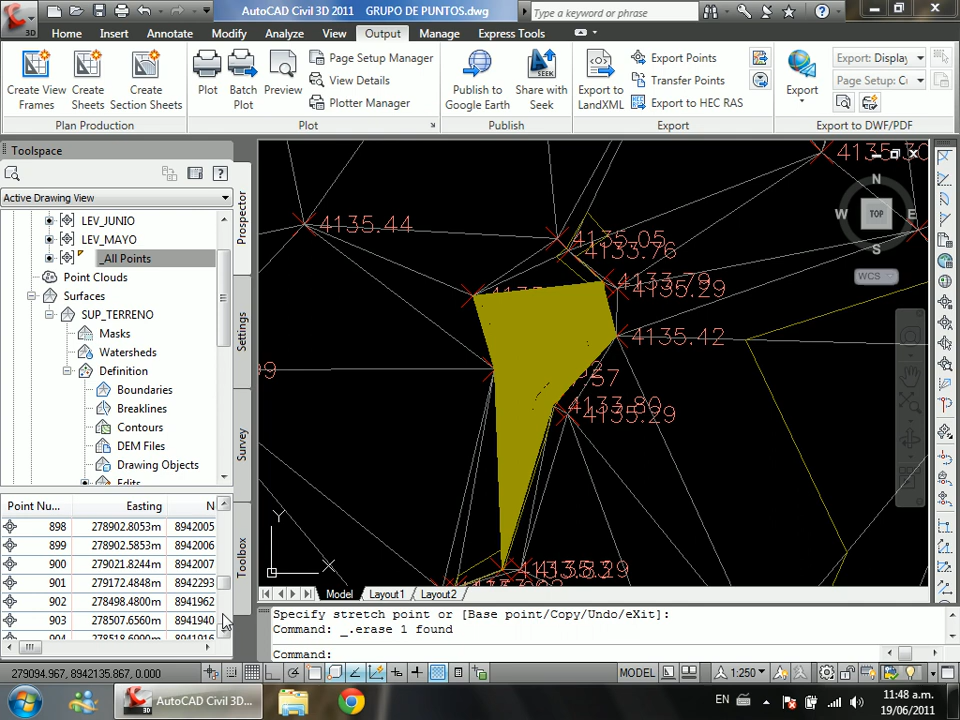 AutoCAD Civil 3D 2011 GRUPO DE PUNTOS.dwg
Type a keyword or phrase
3D
Home Insert Annotate Modify View Analyze Output Manage Express Tools
Create View Frames
Create Sheets
Create Section Sheets
Plan Production
Plot
Batch Plot
Preview
Page Setup Manager
View Details
Plotter Manager
Plot
Publish to Google Earth
SEEK
Share with Seek
Publish
Export to LandXML
Export Points
Transfer Points
Export to HEC RAS
Export
Export
Export: Display
Page Setup: C
Export to DWF/PDF
Toolspace
Active Drawing View
LEV_JUNIO
LEV_MAYO
_All Points
Point Clouds
Surfaces
SUP_TERRENO
Masks
Watersheds
Definition
Boundaries
Breaklines
Contours
DEM Files
Drawing Objects
Edits
Prospector
Settings
Survey
Toolbox
Point Nu... Easting N
898 278902.8053m 8942005
899 278902.5853m 8942006
900 279021.8244m 8942007
901 279172.4848m 8942293
902 278498.4800m 8941962
903 278507.6560m 8941940
904 278518.6990m 8941916
4135.30
4135.44
4135.05
4133.76
4133.79
4135.29
4135.42
4133.80
4135.29
N
W TOP E
S
WCS
Y
X
Model Layout1 Layout2
Specify stretch point or [Base point/Copy/Undo/eXit]:
Command: _.erase 1 found
Command:
279094.967, 8942135.867, 0.000
MODEL
1:250
AutoCAD Civil 3D...
EN
11:48 a.m.
19/06/2011